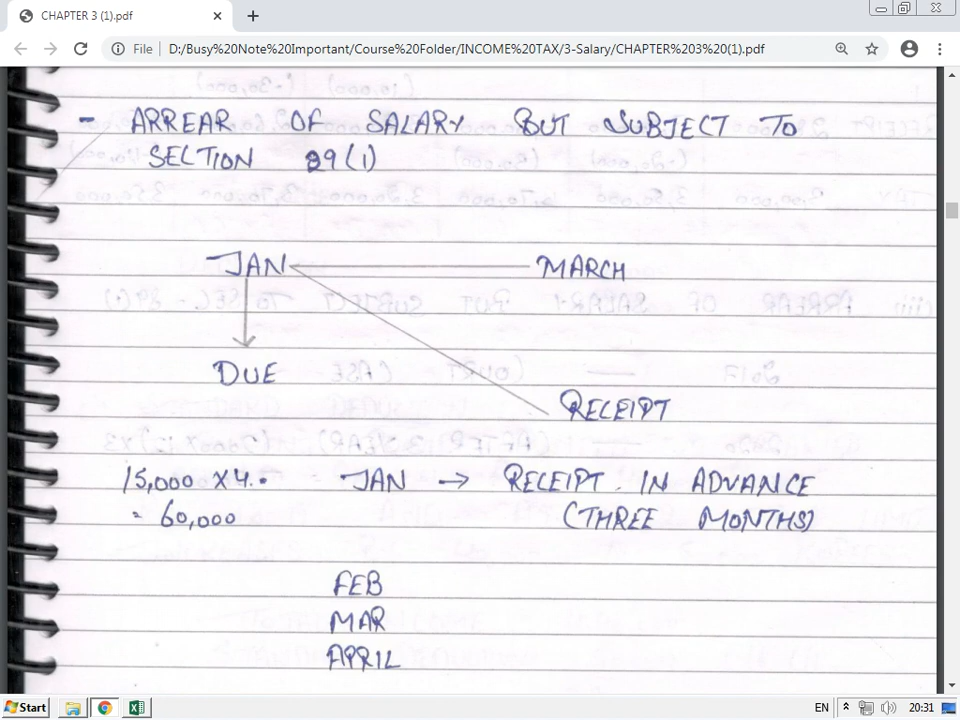 CHAPTER 3 (1).pdf
File | D:/Busy%20Note%20Important/Course%20Folder/INCOME%20TAX/3-Salary/CHAPTER%203%20(1).pdf
- ARREAR OF SALARY BUT SUBJECT TO
SECTION 89(1)
JAN MARCH
DUE
RECEIPT
15,000 x 4. JAN → RECEIPT. IN ADVANCE
= 60,000 (THREE MONTHS)
FEB
MAR
APRIL
Start EN 20:31